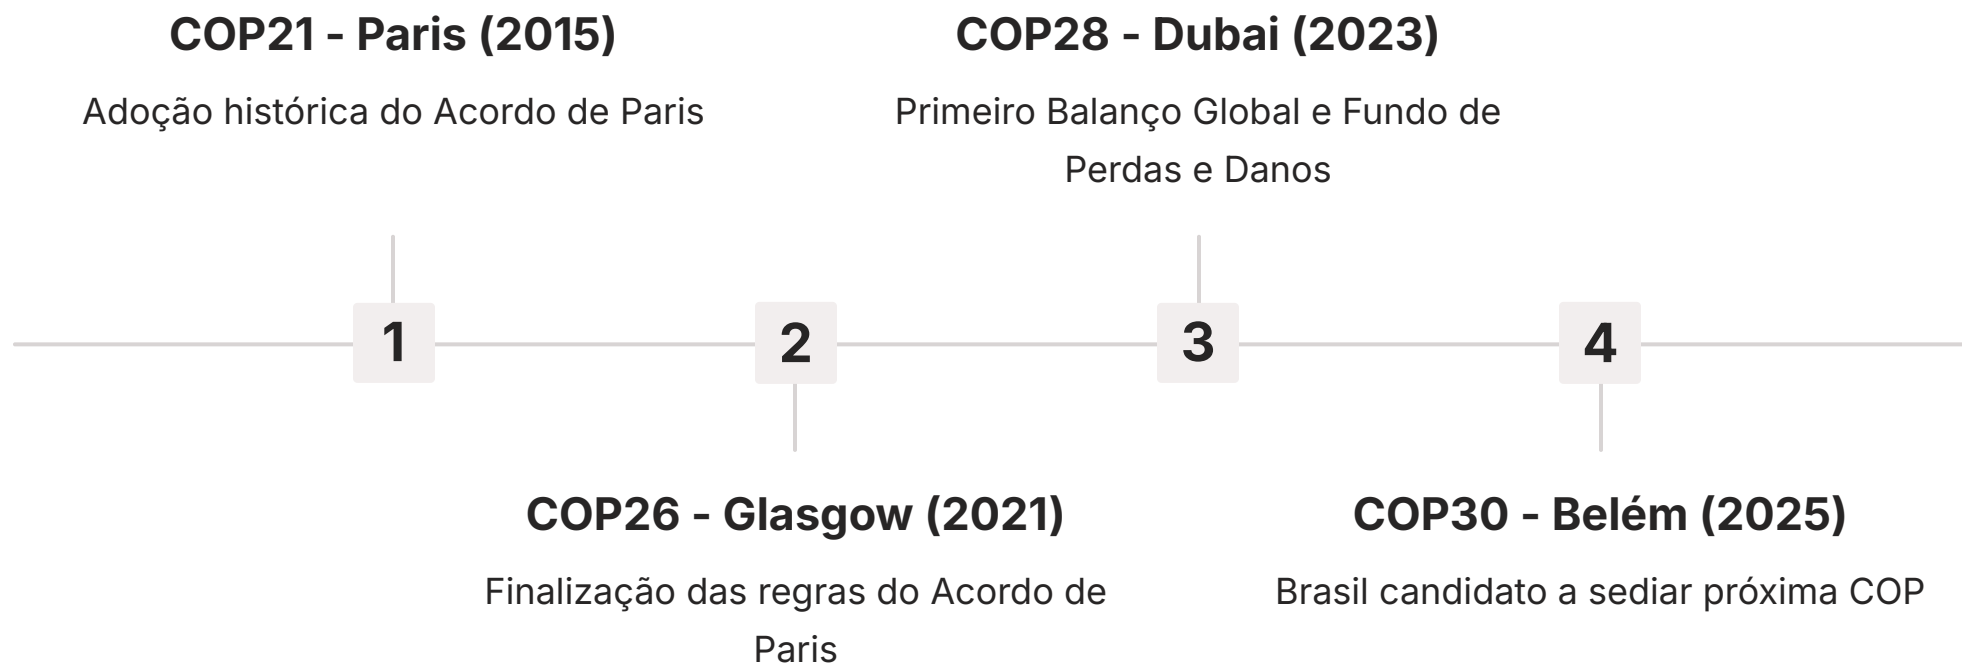 COP21 - Paris (2015)
Adoção histórica do Acordo de Paris
COP28 - Dubai (2023)
Primeiro Balanço Global e Fundo de
Perdas e Danos
1
2
3
4
COP26 - Glasgow (2021)
Finalização das regras do Acordo de
Paris
COP30 - Belém (2025)
Brasil candidato a sediar próxima COP